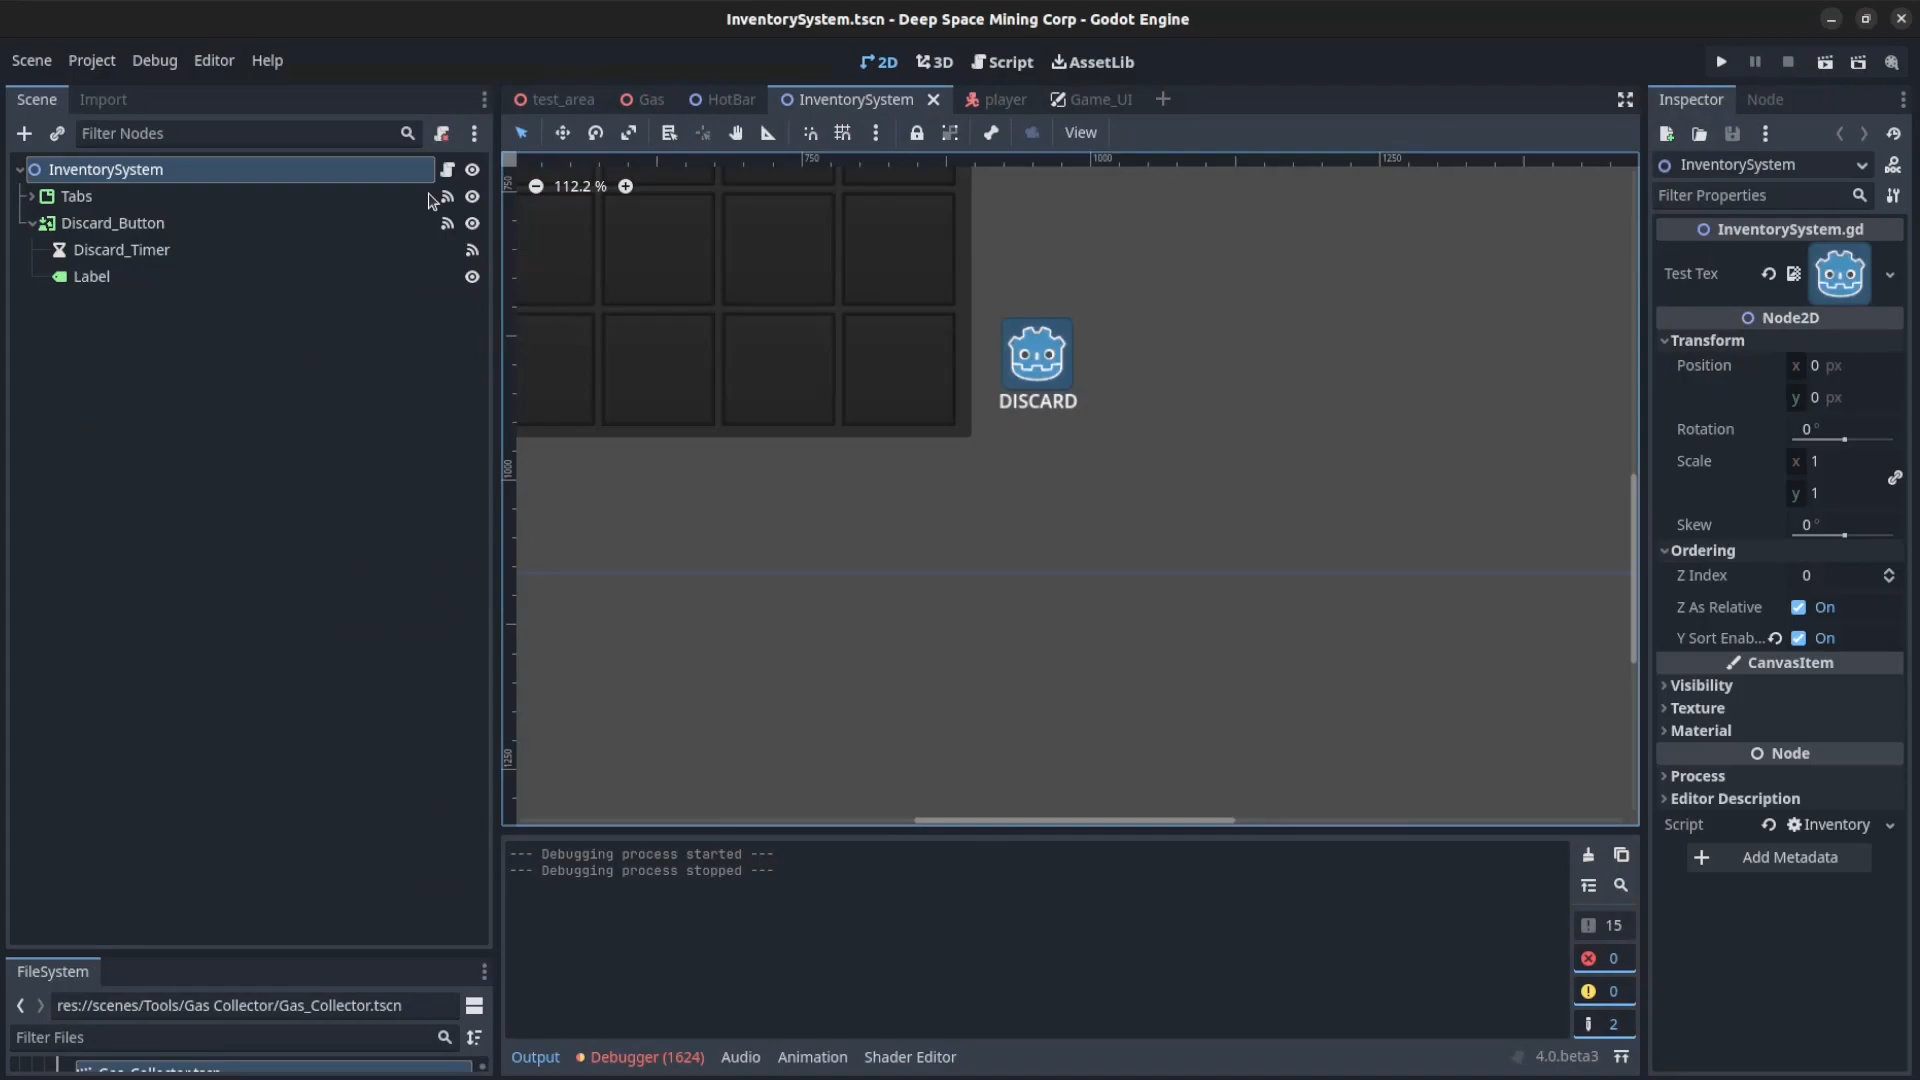 InventorySystem.tscn - Deep Space Mining Corp - Godot Engine
Scene Project Debug Editor Help
2D 3D Script AssetLib
Scene Import
Filter Nodes
InventorySystem
Tabs
Discard_Button
Discard_Timer
Label
FileSystem
res://scenes/Tools/Gas Collector/Gas_Collector.tscn
Filter Files
test_area Gas HotBar InventorySystem player Game_UI
View
750 1000 1250
750
1000
1250
112.2 %
DISCARD
--- Debugging process started ---
--- Debugging process stopped ---
15
0
0
2
Output Debugger (1624) Audio Animation Shader Editor 4.0.beta3
Inspector Node
InventorySystem
Filter Properties
InventorySystem.gd
Test Tex
Node2D
Transform
Position x 0 px
y 0 px
Rotation 0 °
Scale x 1
y 1
Skew 0 °
Ordering
Z Index 0
Z As Relative On
Y Sort Enab... On
CanvasItem
Visibility
Texture
Material
Node
Process
Editor Description
Script Inventory
Add Metadata